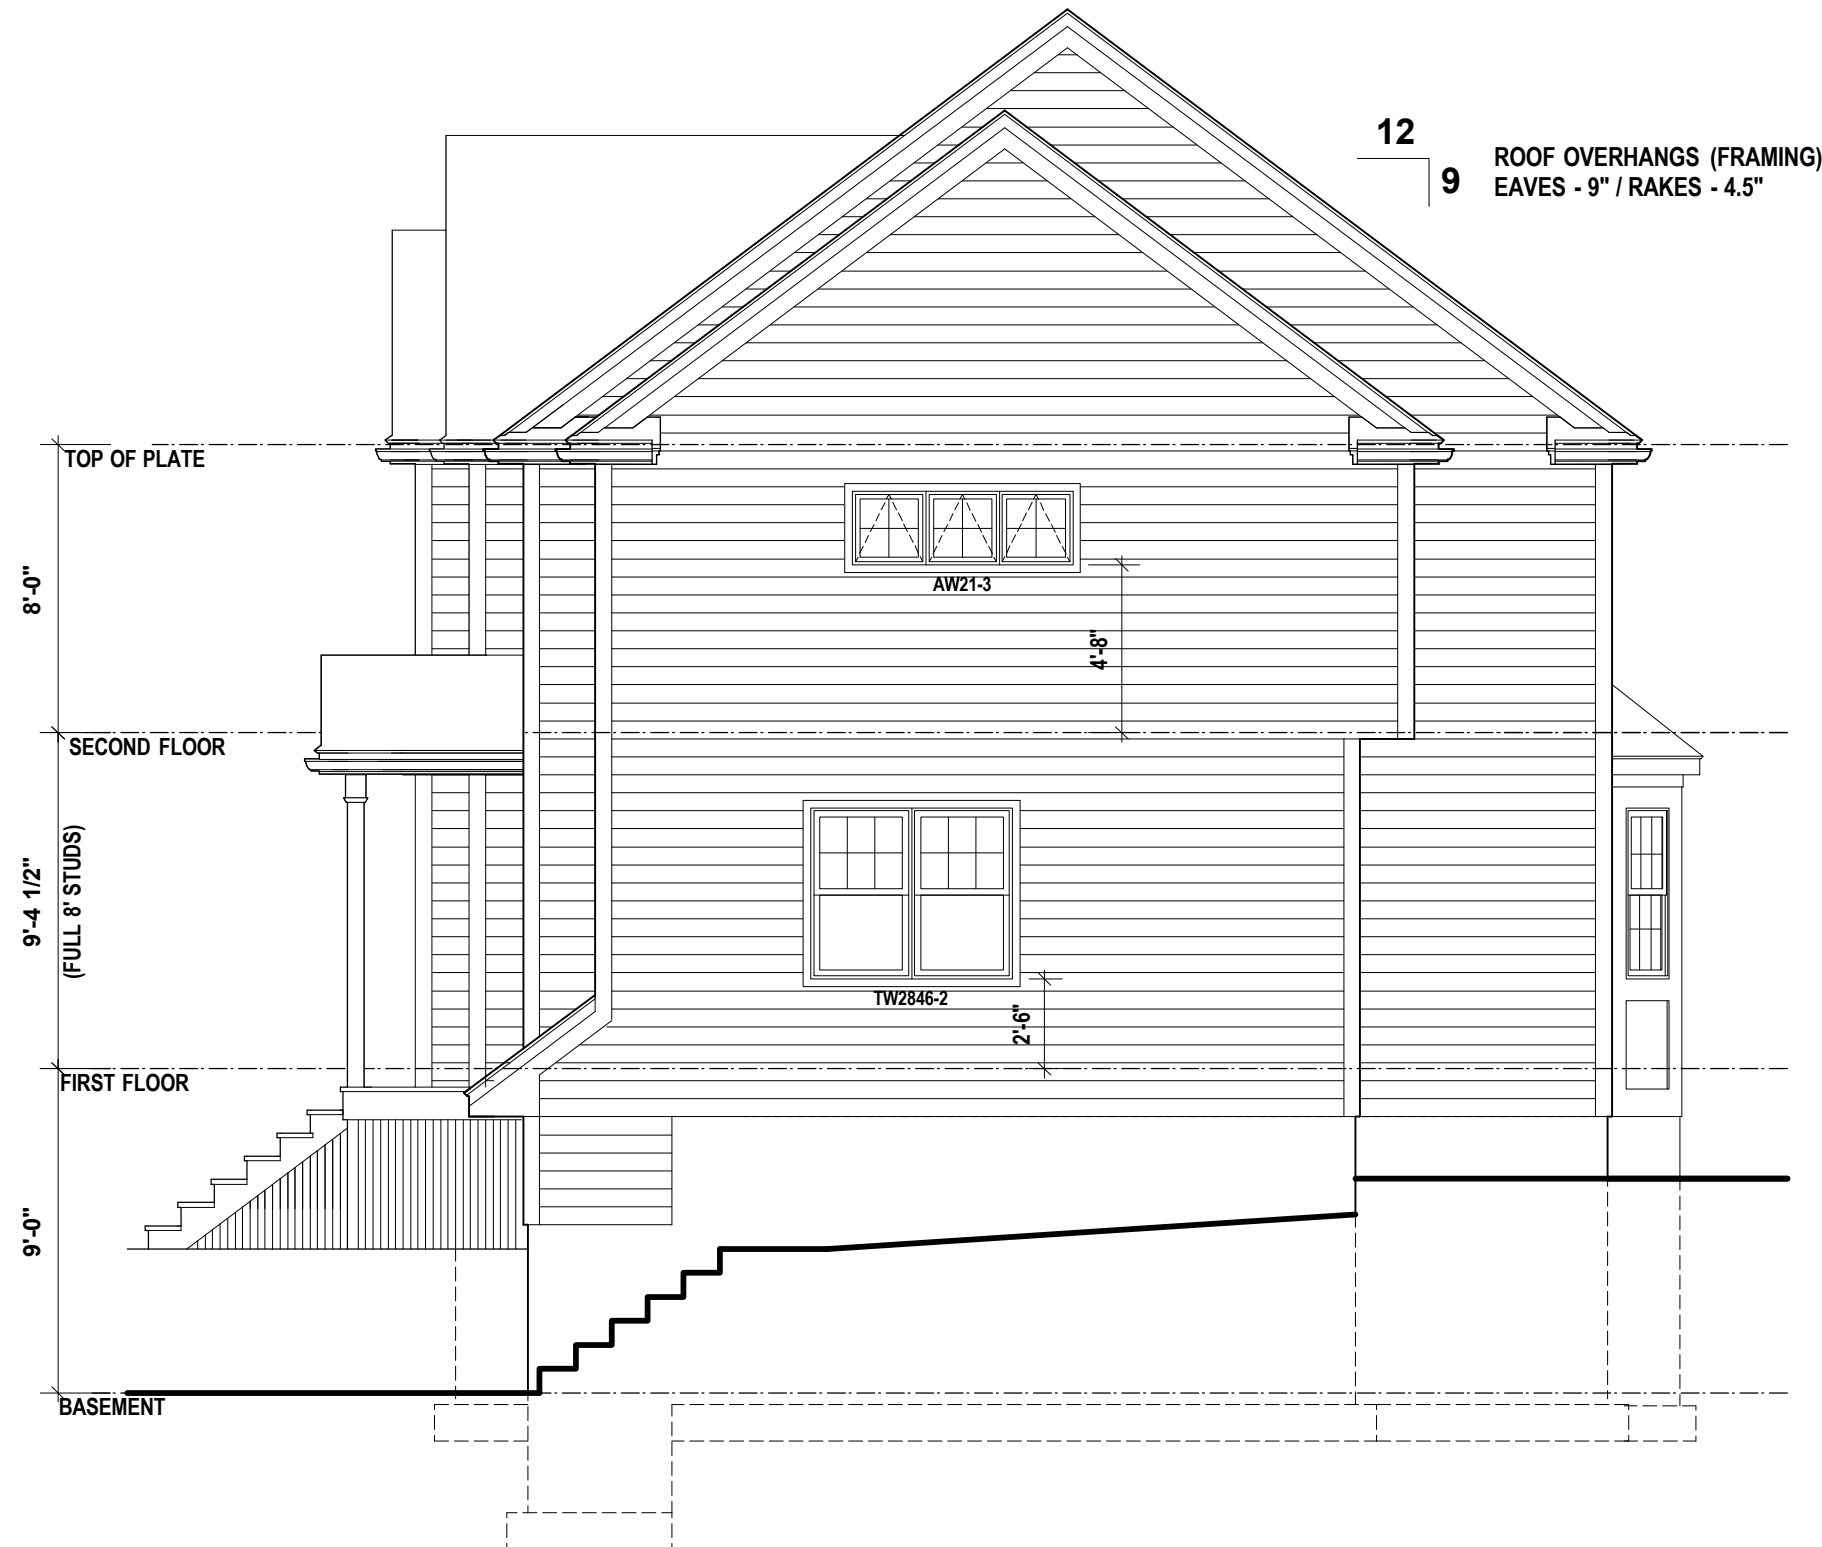 12
9
ROOF OVERHANGS (FRAMING)
EAVES - 9" / RAKES - 4.5"
TOP OF PLATE
8'-0"
AW21-3
4'-8"
SECOND FLOOR
9'-4 1/2"
(FULL 8' STUDS)
TW2846-2
2'-6"
FIRST FLOOR
9'-0"
BASEMENT